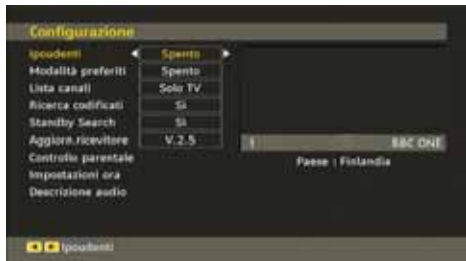 Configurazione
Ipoudenti Spento
Modalità preferiti Spento
Lista canali Solo TV
Ricerca codificati Sì
Standby Search Sì
Aggiorn.ricevitore V.2.5
Controllo parentale
Impostazioni ora
Descrizione audio
1 BBC ONE
Paese : Finlandia
Ipoudenti